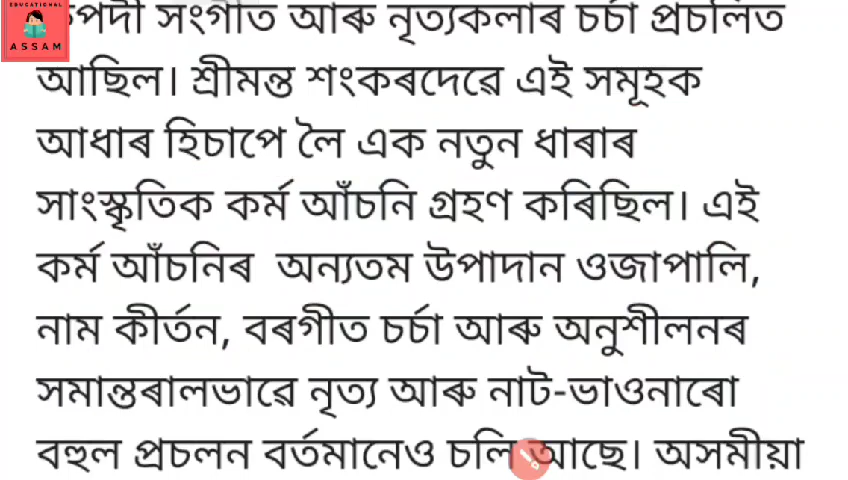 EDUCATIONAL
ASSAM
সংগীত আৰু নৃত্যকলাৰ চৰ্চা প্ৰচলিত
আছিল। শ্ৰীমন্ত শংকৰদেৱে এই সমূহক
আধাৰ হিচাপে লৈ এক নতুন ধাৰাৰ
সাংস্কৃতিক কৰ্ম আঁচনি গ্ৰহণ কৰিছিল। এই
কৰ্ম আঁচনিৰ অন্যতম উপাদান ওজাপালি,
নাম কীৰ্তন, বৰগীত চৰ্চা আৰু অনুশীলনৰ
সমান্তৰালভাৱে নৃত্য আৰু নাট-ভাওনাৰো
বহুল প্ৰচলন বৰ্তমানেও চলি আছে। অসমীয়া